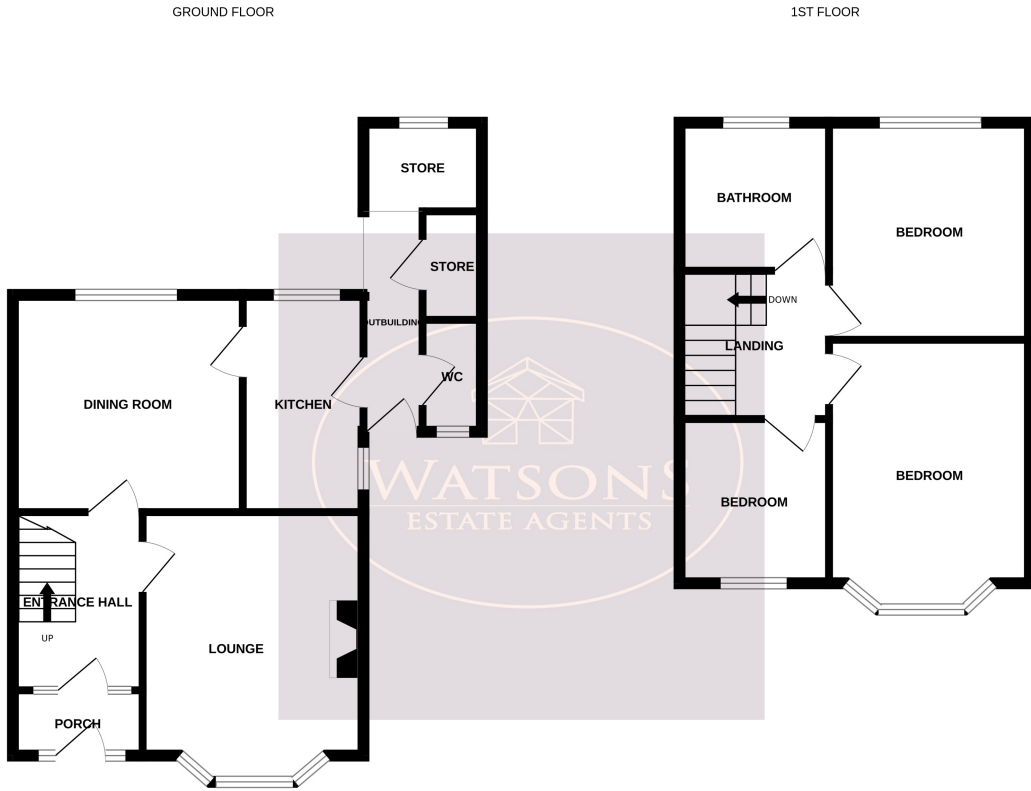 GROUND FLOOR
1ST FLOOR
STORE
STORE
OUTBUILDING
WC
KITCHEN
DINING ROOM
ENTRANCE HALL
UP
LOUNGE
PORCH
BATHROOM
BEDROOM
DOWN
LANDING
BEDROOM
BEDROOM
WATSONS
ESTATE AGENTS